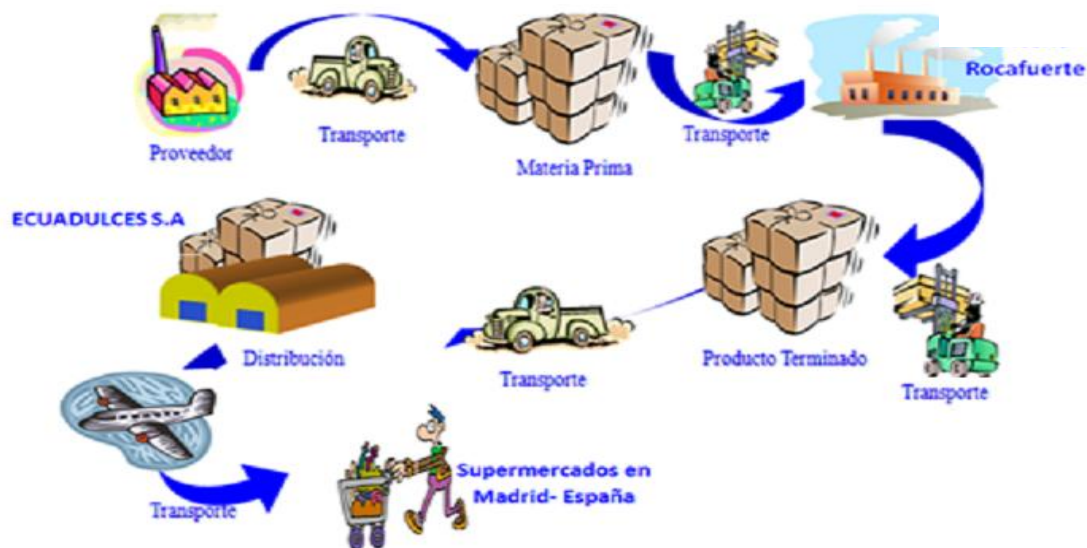 Rocafuerte
Proveedor
Transporte
Materia Prima
Transporte
ECUADULCES S.A
Distribución
Transporte
Producto Terminado
Transporte
Transporte
Supermercados en
Madrid- España